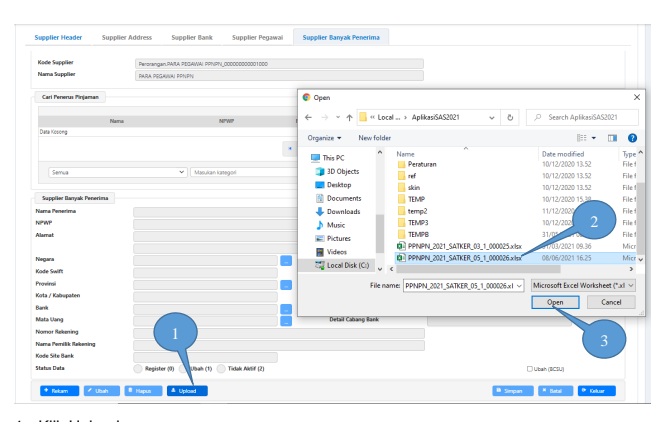 Supplier Header Supplier Address Supplier Bank Supplier Pegawai Supplier Banyak Penerima
Kode Supplier Perorangan.PARA PEGAWAI PPNPN_000000000001000
Nama Supplier PARA PEGAWAI PPNPN
Cari Penerus Pinjaman
Nama NPWP
Data Kosong
Semua Masukan kategori
Supplier Banyak Penerima
Nama Penerima
NPWP
Alamat
Negara
Kode Swift
Provinsi
Kota / Kabupaten
Bank
Mata Uang Detail Cabang Bank
Nomor Rekening
Nama Pemilik Rekening
Kode Site Bank
Status Data Register (0) Ubah (1) Tidak Aktif (2) Ubah (BCSU)
Rekam Ubah Hapus Upload Simpan Batal Keluar
Open
« Local ... › AplikasiSAS2021 Search AplikasiSAS2021
Organize New folder
Name Date modified Type
This PC
3D Objects
Desktop
Documents
Downloads
Music
Pictures
Videos
Local Disk (C:)
Peraturan 10/12/2020 13.52 File f
ref 10/12/2020 13.52 File f
skin 10/12/2020 13.52 File f
TEMP 10/12/2020 15.38 File f
temp2 11/12/2020 File f
TEMP3 10/12/2020 File f
TEMPB 31/05 File f
PPNPN_2021_SATKER_03_1_000025.xlsx 01/03/2021 09.36 Micr
PPNPN_2021_SATKER_05_1_000026.xlsx 08/06/2021 16.25 Micr
File name: PPNPN_2021_SATKER_05_1_000026.xl Microsoft Excel Worksheet (*.xl
Open Cancel
1
2
3